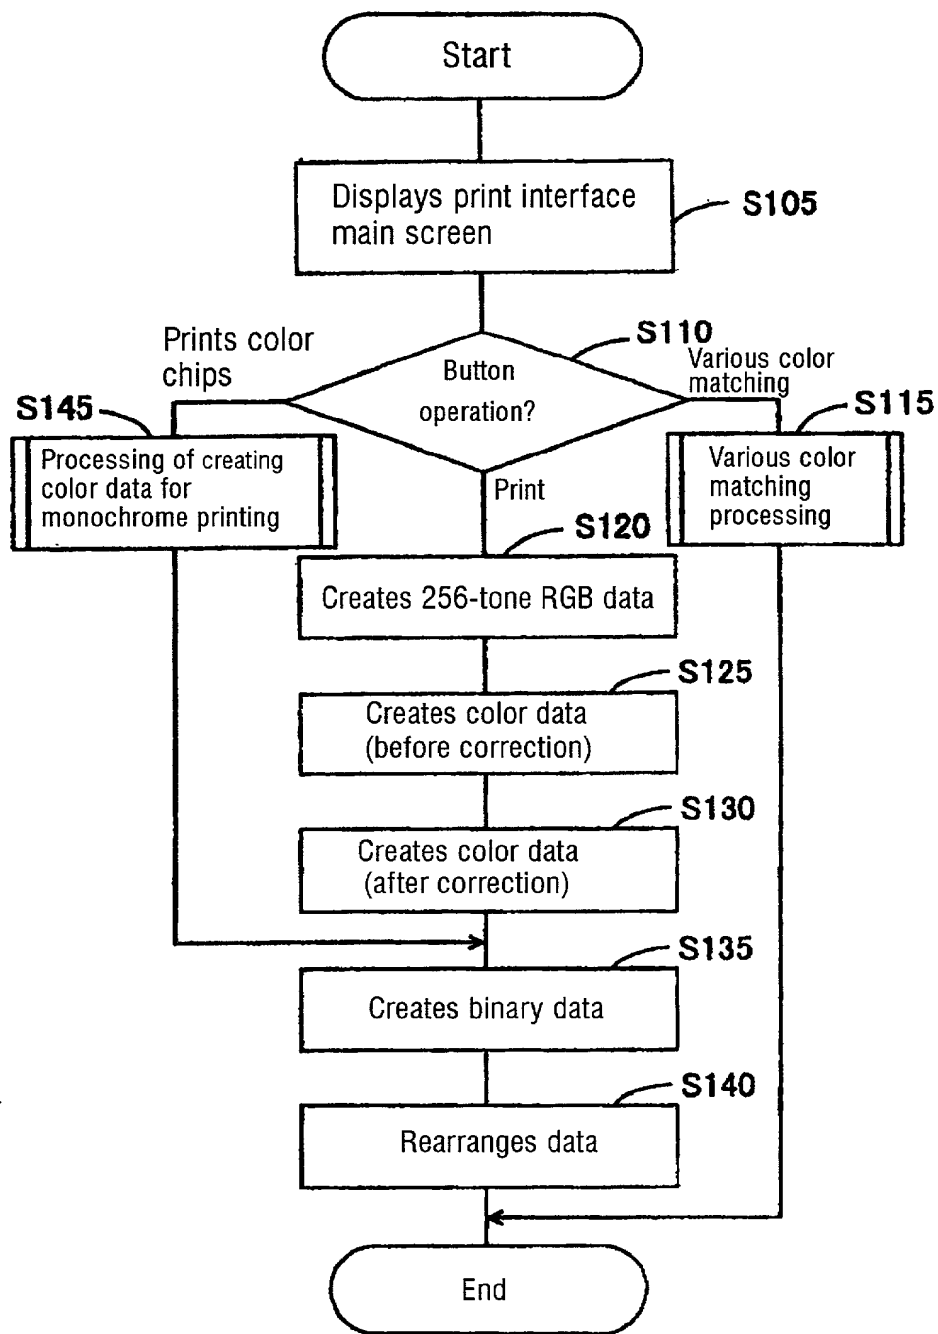 Start
Displays print interface
main screen
S105
S110
Prints color
chips
Button
operation?
Various color
matching
S145
S115
Processing of creating
color data for
monochrome printing
Print
Various color
matching
processing
S120
Creates 256-tone RGB data
S125
Creates color data
(before correction)
S130
Creates color data
(after correction)
S135
Creates binary data
S140
Rearranges data
End